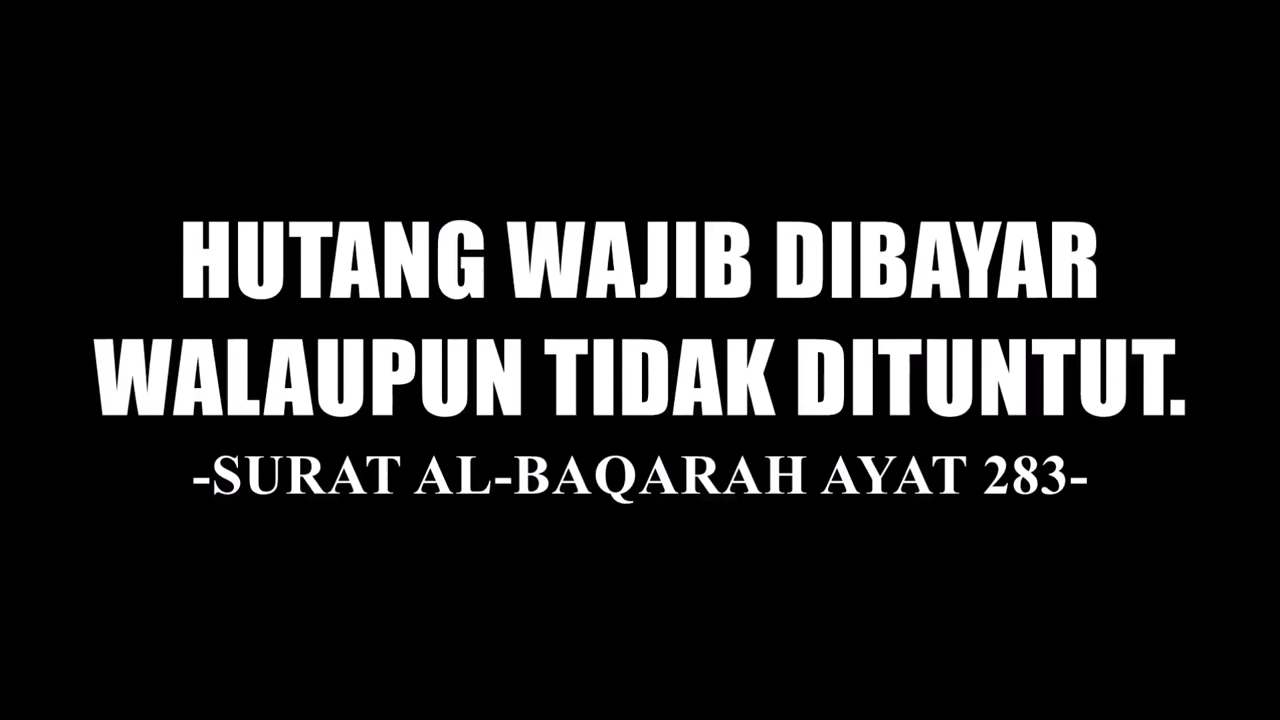 HUTANG WAJIB DIBAYAR
WALAUPUN TIDAK DITUNTUT.
-SURAT AL-BAQARAH AYAT 283-